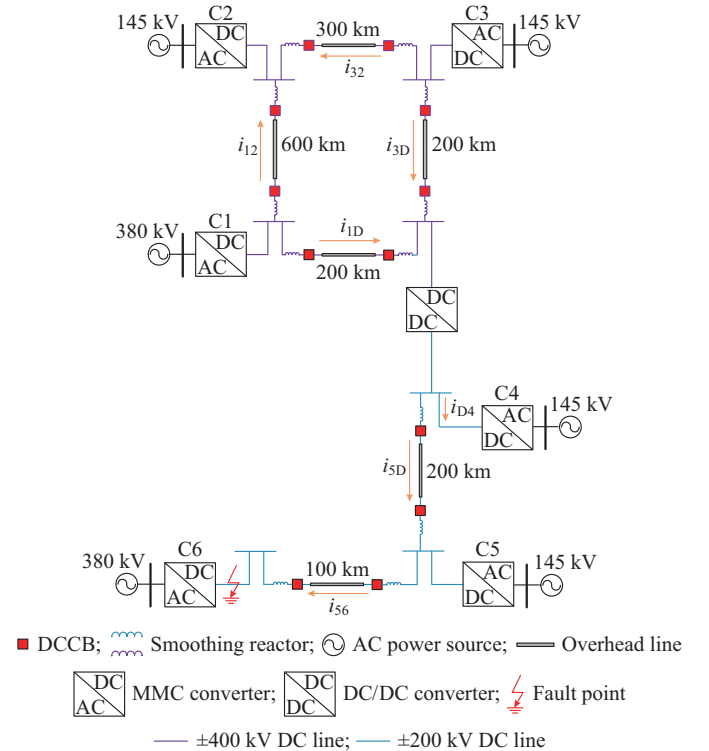 145 kV
C2
DC
AC
300 km
i32
C3
AC
DC
145 kV
i12
600 km
i3D
200 km
380 kV
C1
DC
AC
i1D
200 km
DC
DC
iD4
C4
AC
DC
145 kV
i5D
200 km
380 kV
C6
DC
AC
100 km
i56
C5
AC
DC
145 kV
DCCB; Smoothing reactor; AC power source; Overhead line
DC
AC
MMC converter;
DC
DC
DC/DC converter; Fault point
±400 kV DC line; ±200 kV DC line